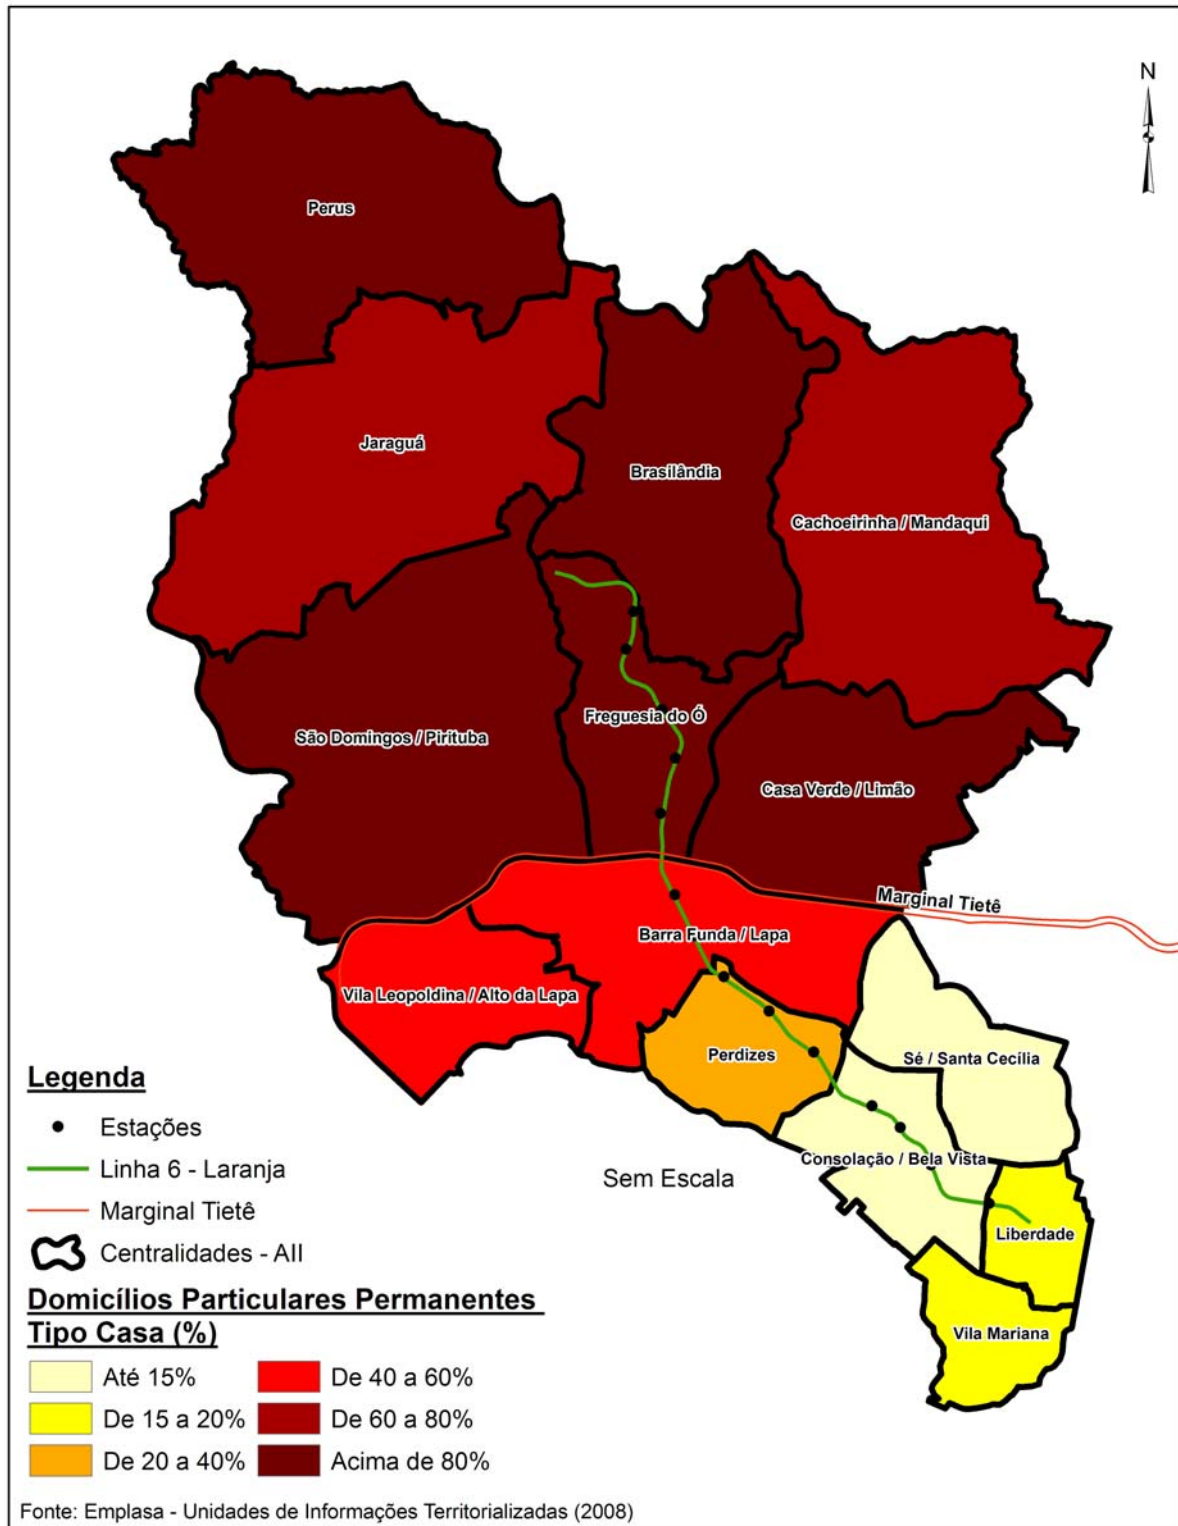 N
Perus
Jaraguá
Brasilândia
Cachoeirinha / Mandaqui
Freguesia do Ó
São Domingos / Pirituba
Casa Verde / Limão
Marginal Tietê
Barra Funda / Lapa
Vila Leopoldina / Alto da Lapa
Perdizes
Sé / Santa Cecília
Consolação / Bela Vista
Liberdade
Vila Mariana
Sem Escala
Legenda
Estações
Linha 6 - Laranja
Marginal Tietê
Centralidades - AII
Domicílios Particulares Permanentes
Tipo Casa (%)
Até 15%
De 15 a 20%
De 20 a 40%
De 40 a 60%
De 60 a 80%
Acima de 80%
Fonte: Emplasa - Unidades de Informações Territorializadas (2008)